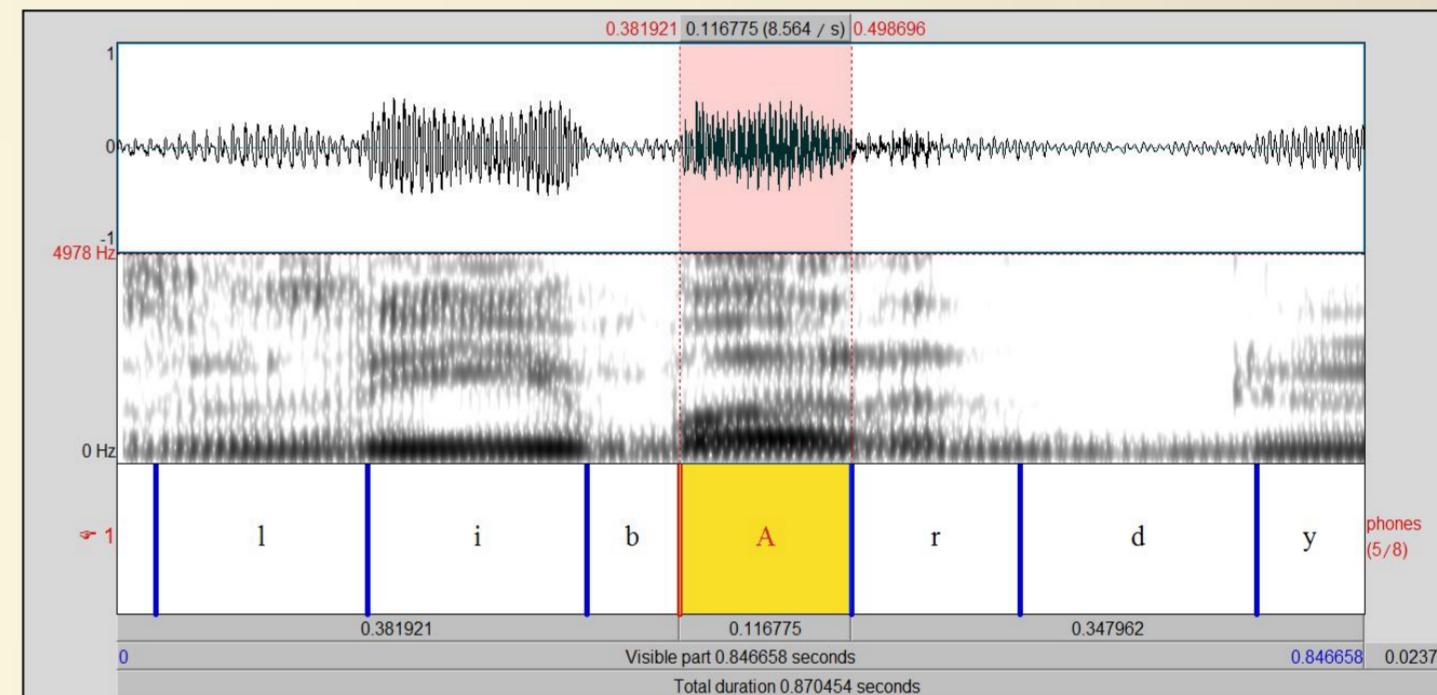 0.381921 0.116775 (8.564 / s) 0.498696
1
0
-1
4978 Hz
0 Hz
☞ 1 l i b A r d y phones
(5/8)
0.381921 0.116775 0.347962
0 Visible part 0.846658 seconds 0.846658 0.0237
Total duration 0.870454 seconds